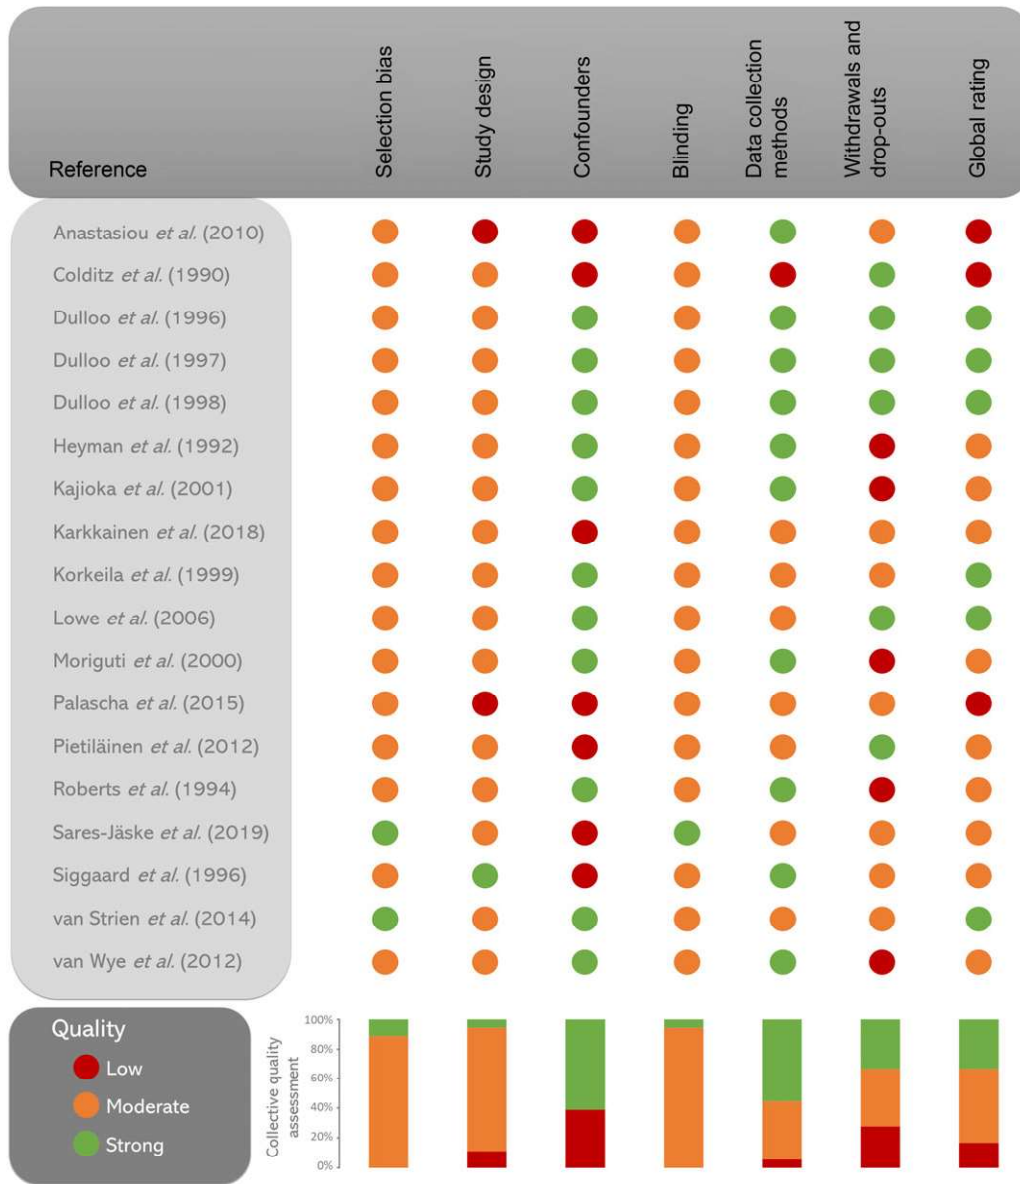 Reference
Selection bias
Study design
Confounders
Blinding
Data collection
methods
Withdrawals and
drop-outs
Global rating
Anastasiou et al. (2010)
Colditz et al. (1990)
Dulloo et al. (1996)
Dulloo et al. (1997)
Dulloo et al. (1998)
Heyman et al. (1992)
Kajioka et al. (2001)
Karkkainen et al. (2018)
Korkeila et al. (1999)
Lowe et al. (2006)
Moriguti et al. (2000)
Palascha et al. (2015)
Pietiläinen et al. (2012)
Roberts et al. (1994)
Sares-Jäske et al. (2019)
Siggaard et al. (1996)
van Strien et al. (2014)
van Wye et al. (2012)
Quality
Low
Moderate
Strong
Collective quality
assessment
100%
80%
60%
40%
20%
0%